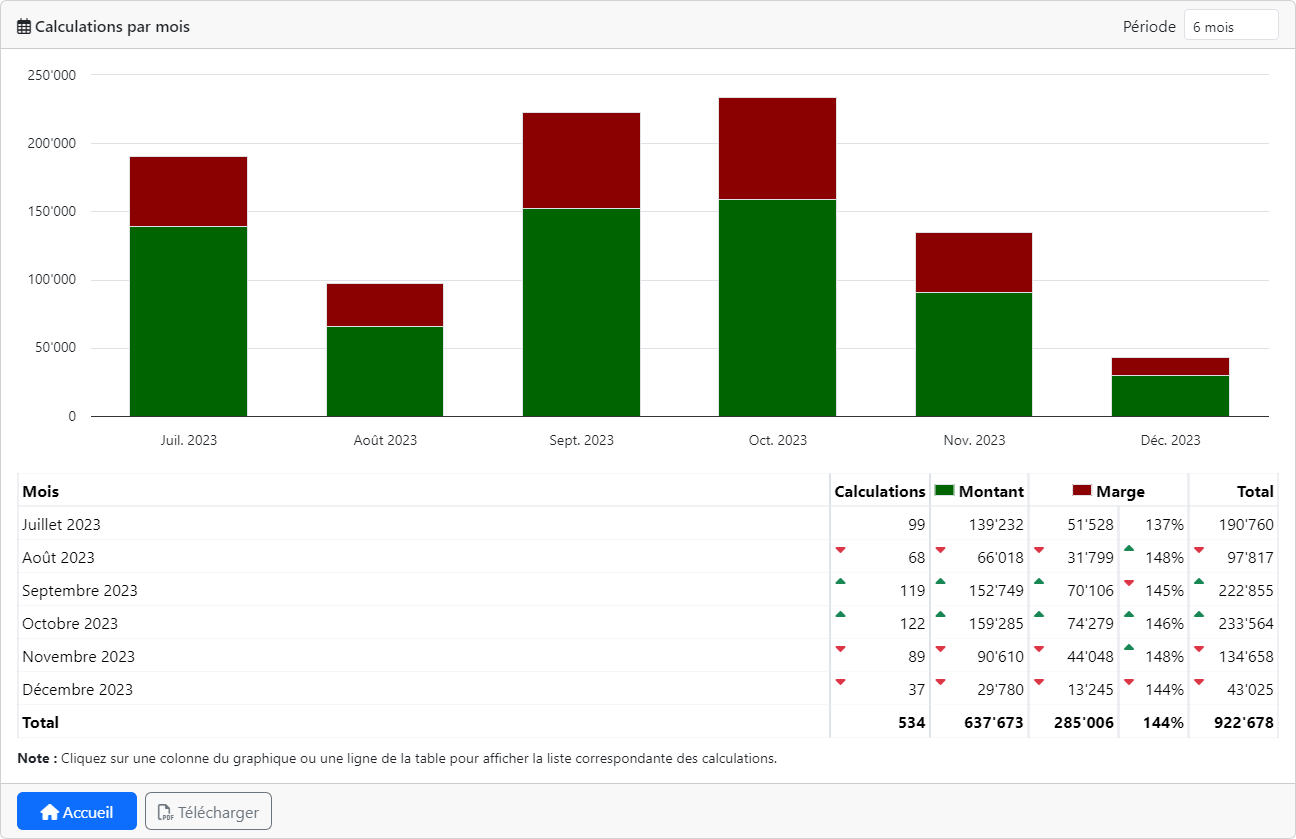 Calculations par mois
Période 6 mois
250'000
200'000
150'000
100'000
50'000
0
Juil. 2023 Août 2023 Sept. 2023 Oct. 2023 Nov. 2023 Déc. 2023
Mois Calculations Montant Marge Total
Juillet 2023 99 139'232 51'528 137% 190'760
Août 2023 68 66'018 31'799 148% 97'817
Septembre 2023 119 152'749 70'106 145% 222'855
Octobre 2023 122 159'285 74'279 146% 233'564
Novembre 2023 89 90'610 44'048 148% 134'658
Décembre 2023 37 29'780 13'245 144% 43'025
Total 534 637'673 285'006 144% 922'678
Note : Cliquez sur une colonne du graphique ou une ligne de la table pour afficher la liste correspondante des calculations.
Accueil PDF Télécharger